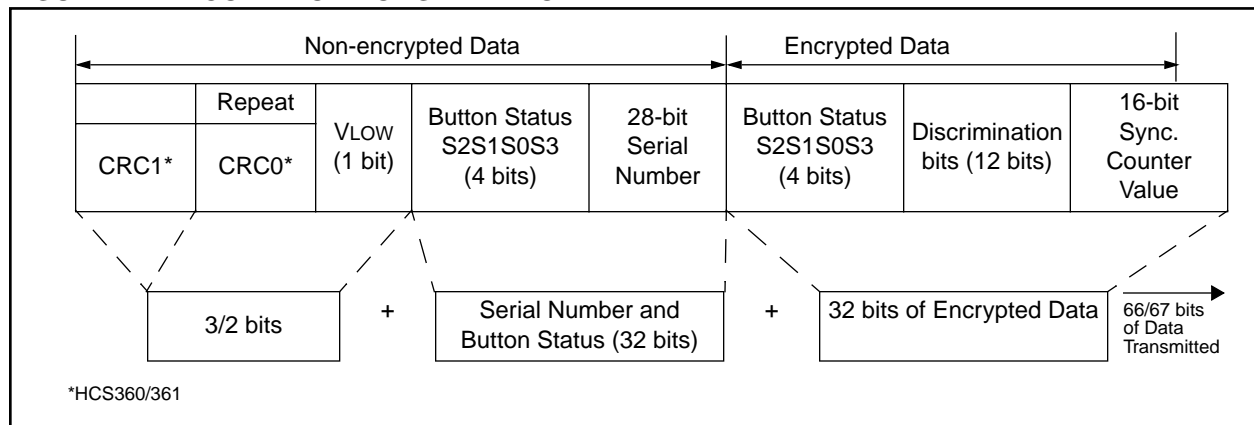 Non-encrypted Data
Encrypted Data
CRC1*
Repeat
CRC0*
VLOW
(1 bit)
Button Status
S2S1S0S3
(4 bits)
28-bit
Serial
Number
Button Status
S2S1S0S3
(4 bits)
Discrimination
bits (12 bits)
16-bit
Sync.
Counter
Value
3/2 bits
+
Serial Number and
Button Status (32 bits)
+
32 bits of Encrypted Data
66/67 bits
of Data
Transmitted
*HCS360/361